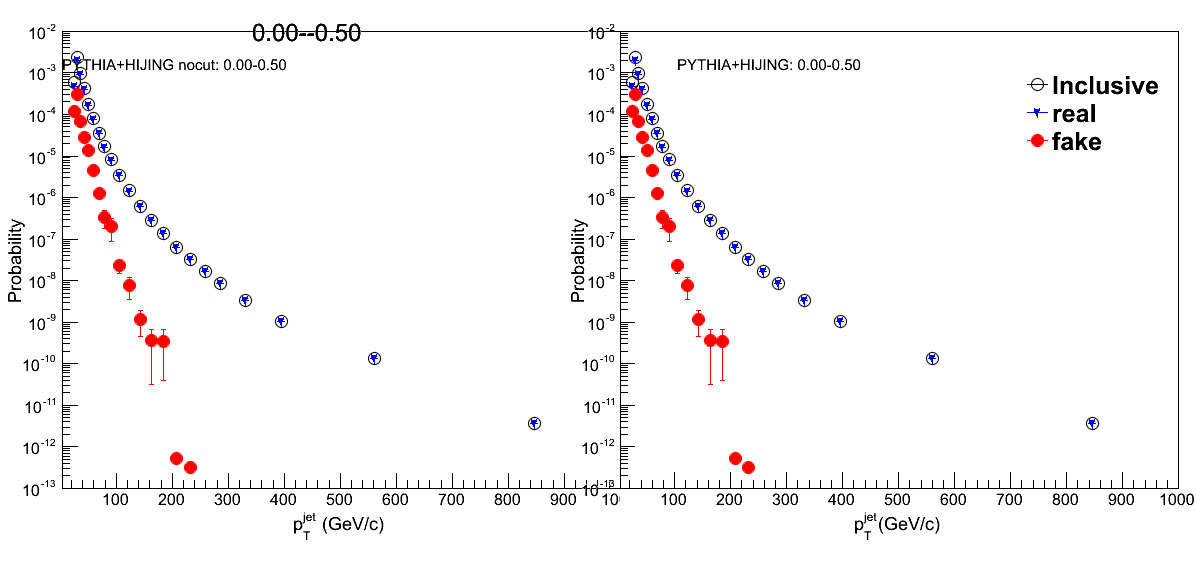 0.00--0.50
PYTHIA+HIJING nocut: 0.00-0.50
Probability
10⁻²
10⁻³
10⁻⁴
10⁻⁵
10⁻⁶
10⁻⁷
10⁻⁸
10⁻⁹
10⁻¹⁰
10⁻¹¹
10⁻¹²
10⁻¹³
100 200 300 400 500 600 700 800 900 10
p_T^jet (GeV/c)
PYTHIA+HIJING: 0.00-0.50
Inclusive
real
fake
Probability
10⁻²
10⁻³
10⁻⁴
10⁻⁵
10⁻⁶
10⁻⁷
10⁻⁸
10⁻⁹
10⁻¹⁰
10⁻¹¹
10⁻¹²
10⁻¹³
100 200 300 400 500 600 700 800 900 1000
p_T^jet (GeV/c)